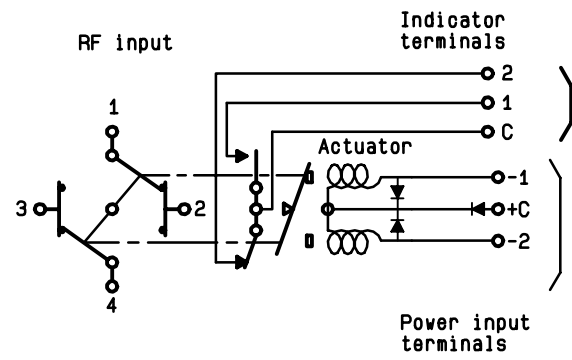 Indicator
terminals
RF input
2
1
C
1
Actuator
-1
3
2
+C
-2
4
Power input
terminals